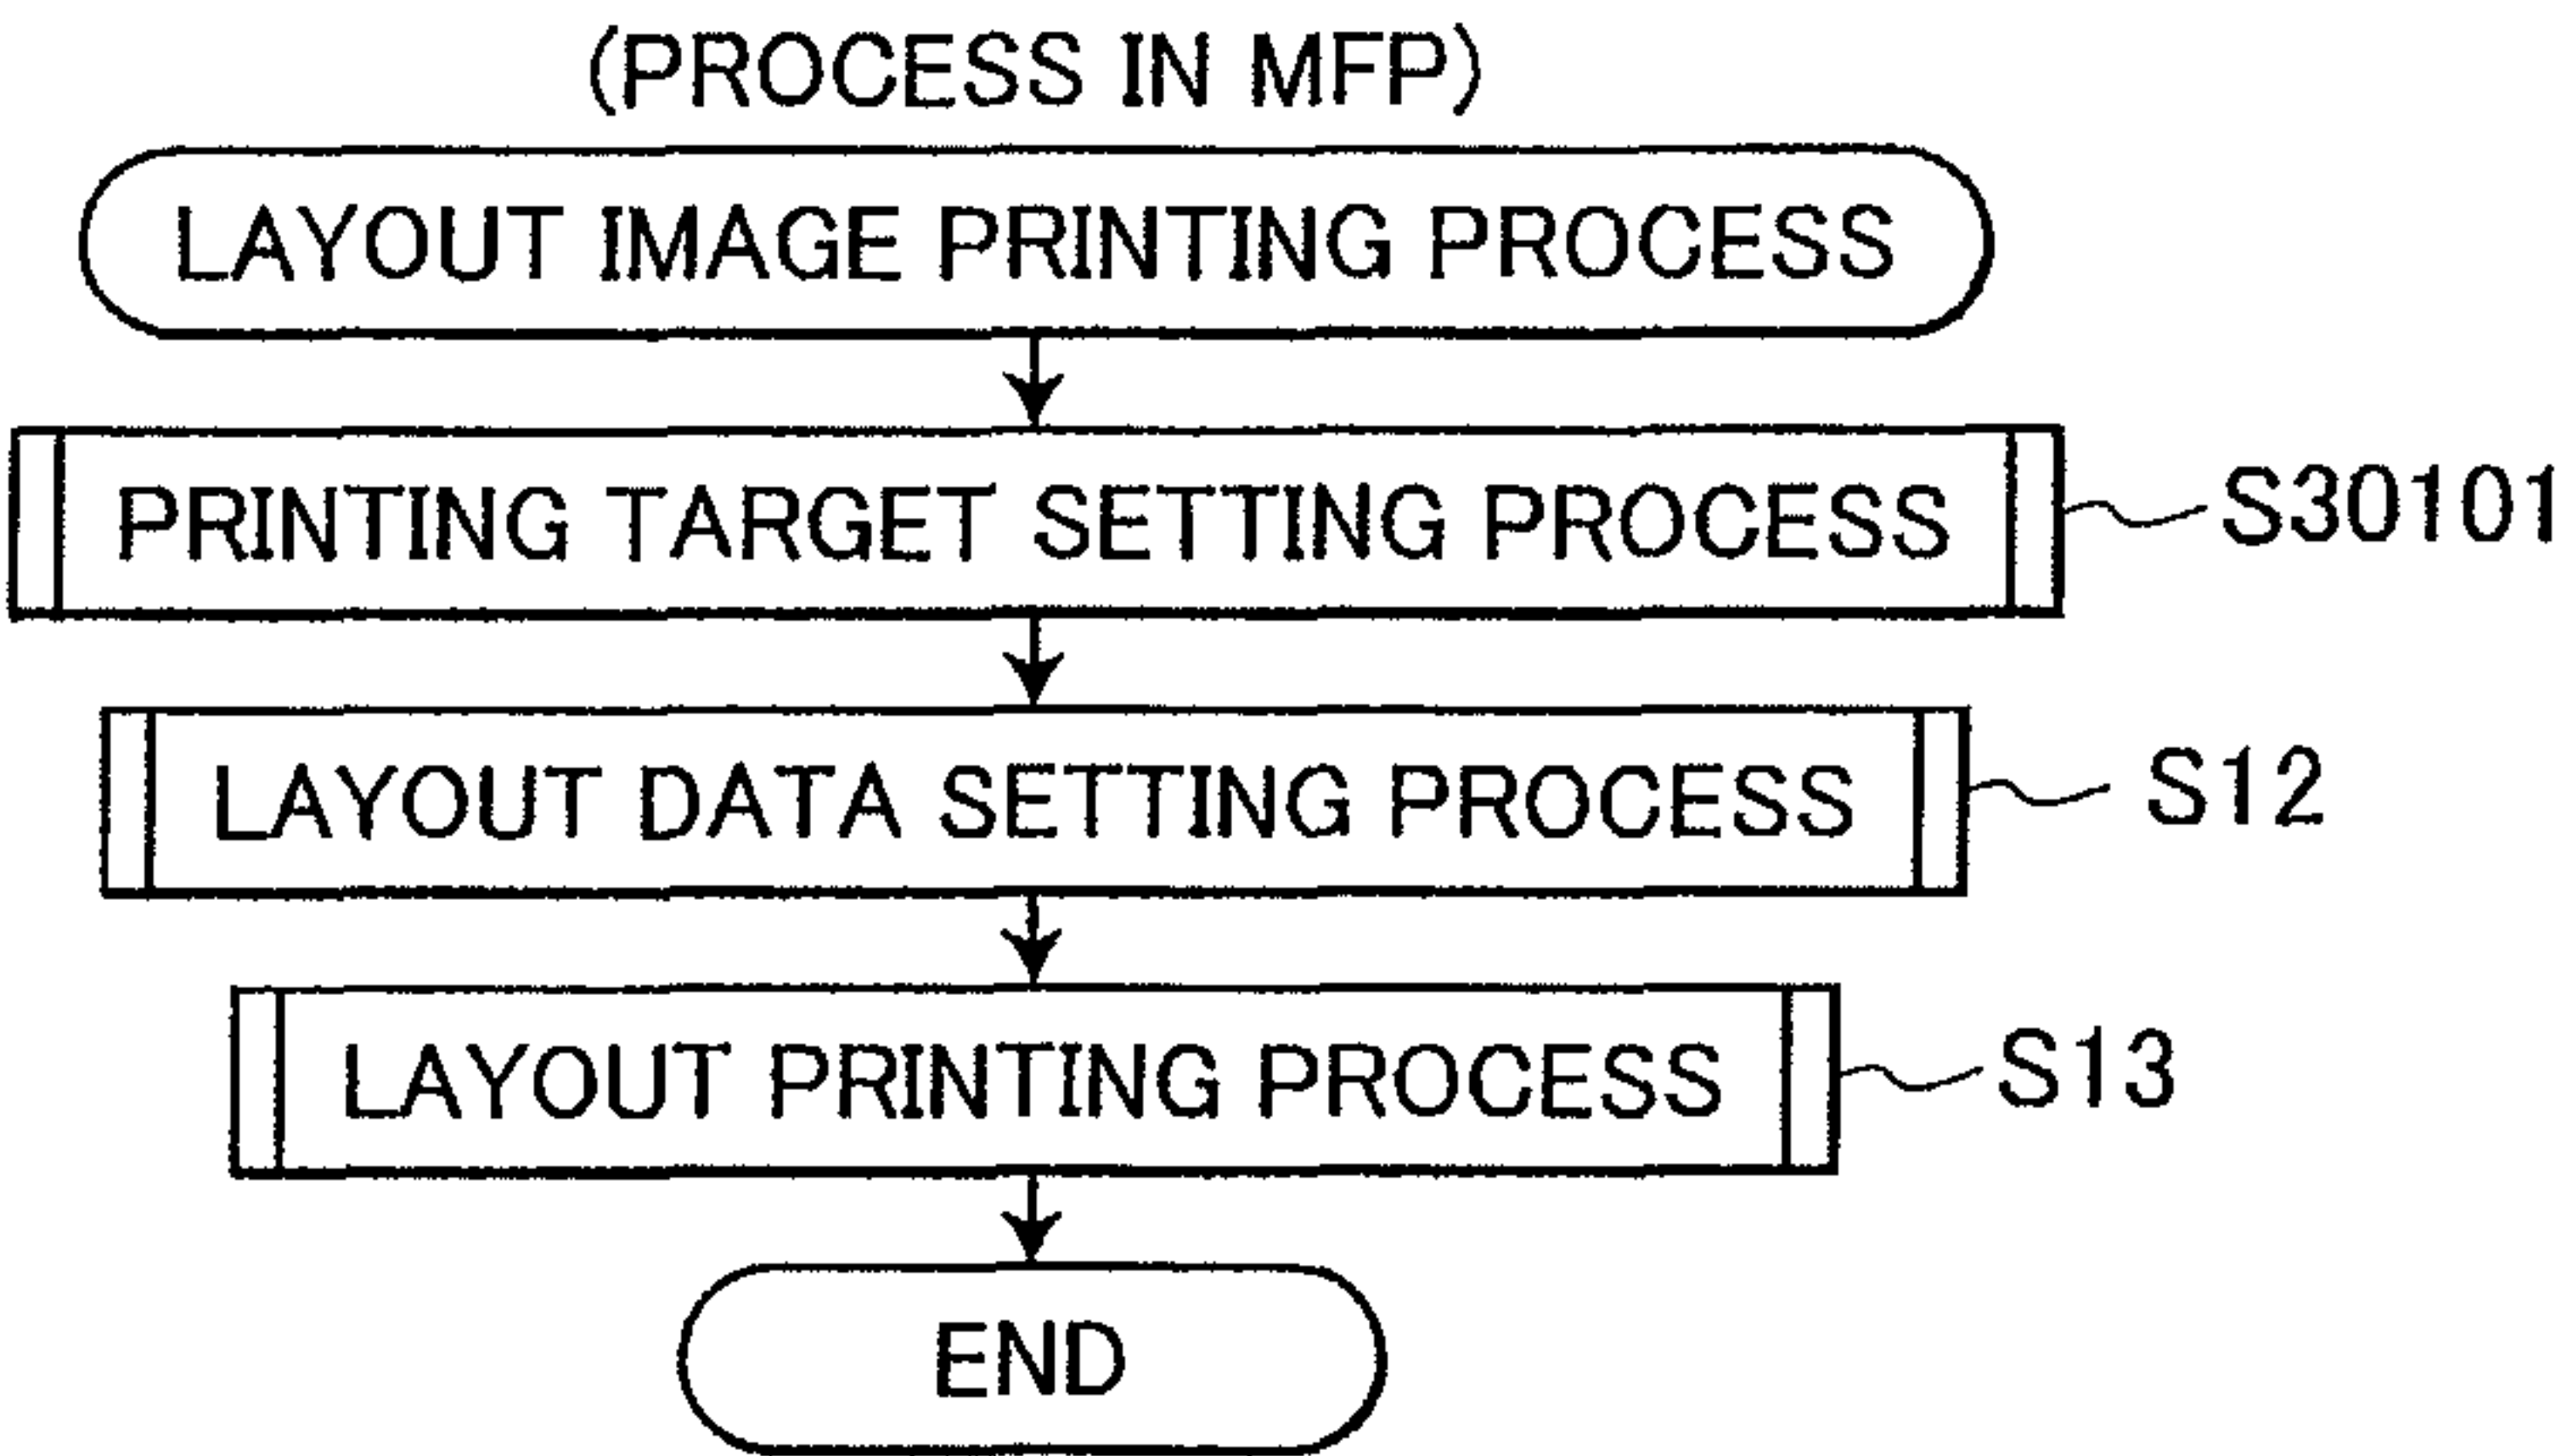 (PROCESS IN MFP)
LAYOUT IMAGE PRINTING PROCESS
PRINTING TARGET SETTING PROCESS S30101
LAYOUT DATA SETTING PROCESS S12
LAYOUT PRINTING PROCESS S13
END